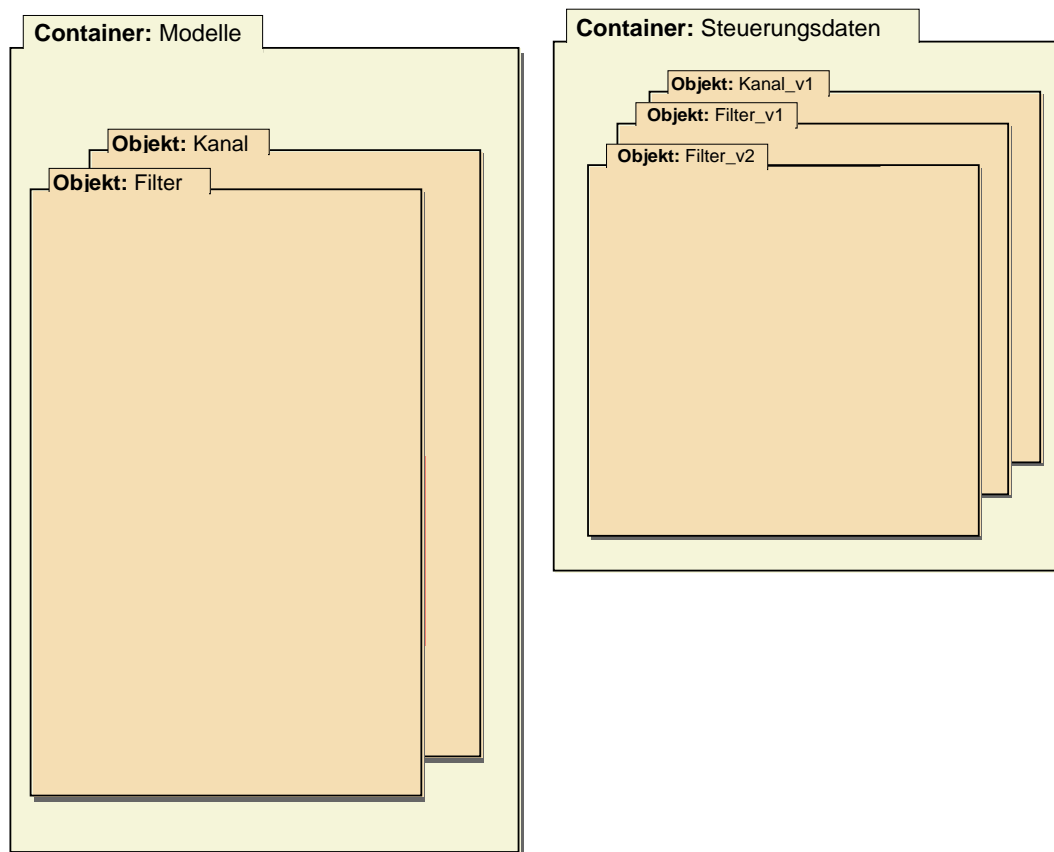 Container: Modelle
Objekt: Kanal
Objekt: Filter
Container: Steuerungsdaten
Objekt: Kanal_v1
Objekt: Filter_v1
Objekt: Filter_v2